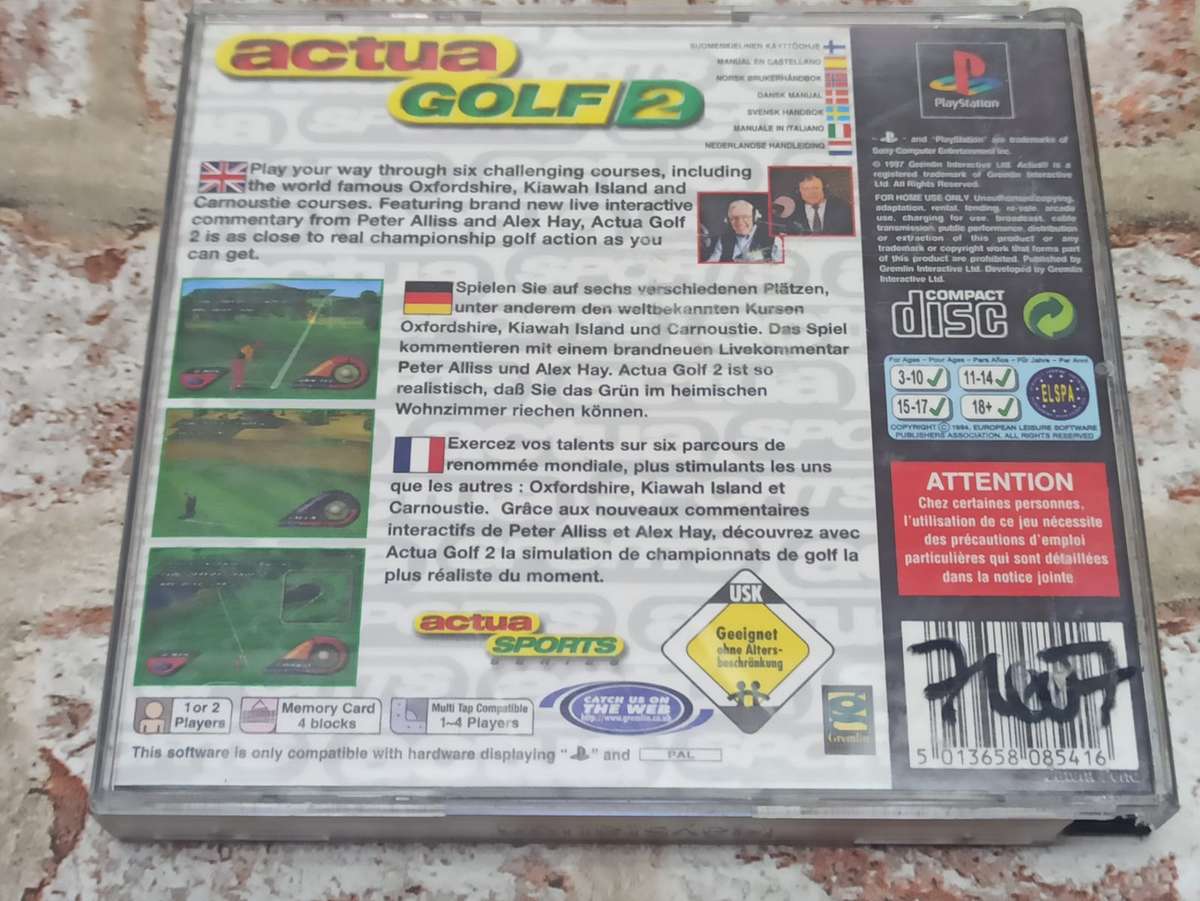 actua
GOLF 2
SUOMENKIELINEN KÄYTTÖOHJE
MANUAL EN CASTELLANO
NORSK BRUKERHÅNDBOK
DANSK MANUAL
SVENSK HANDBOK
MANUALE IN ITALIANO
NEDERLANDSE HANDLEIDING
Play your way through six challenging courses, including
the world famous Oxfordshire, Kiawah Island and
Carnoustie courses. Featuring brand new live interactive
commentary from Peter Alliss and Alex Hay, Actua Golf
2 is as close to real championship golf action as you
can get.
Spielen Sie auf sechs verschiedenen Plätzen,
unter anderem den weltbekannten Kursen
Oxfordshire, Kiawah Island und Carnoustie. Das Spiel
kommentieren mit einem brandneuen Livekommentar
Peter Alliss und Alex Hay. Actua Golf 2 ist so
realistisch, daß Sie das Grün im heimischen
Wohnzimmer riechen können.
Exercez vos talents sur six parcours de
renommée mondiale, plus stimulants les uns
que les autres : Oxfordshire, Kiawah Island et
Carnoustie. Grâce aux nouveaux commentaires
interactifs de Peter Alliss et Alex Hay, découvrez avec
Actua Golf 2 la simulation de championnats de golf la
plus réaliste du moment.
actua
SPORTS
SERIES
USK
Geeignet
ohne Alters-
beschränkung
1 or 2
Players
Memory Card
4 blocks
Multi Tap Compatible
1~4 Players
CATCH US ON
THE WEB
http://www.gremlin.co.uk
Gremlin
This software is only compatible with hardware displaying " " and PAL
PlayStation
" " and "PlayStation" are trademarks of
Sony Computer Entertainment Inc.
© 1997 Gremlin Interactive Ltd. Actua® is a
registered trademark of Gremlin Interactive
Ltd. All Rights Reserved.
FOR HOME USE ONLY. Unauthorised copying,
adaptation, rental, lending, re-sale, arcade
use, charging for use, broadcast, cable
transmission, public performance, distribution
or extraction of this product or any
trademark or copyright work that forms part
of this product are prohibited. Published by
Gremlin Interactive Ltd. Developed by Gremlin
Interactive Ltd.
COMPACT
disc
For Ages - Pour Ages - Para Años - Für Jahre - Per Anni
3-10
11-14
15-17
18+
ELSPA
COPYRIGHT © 1994, EUROPEAN LEISURE SOFTWARE
PUBLISHERS ASSOCIATION. ALL RIGHTS RESERVED
ATTENTION
Chez certaines personnes,
l'utilisation de ce jeu nécessite
des précautions d'emploi
particulières qui sont détaillées
dans la notice jointe
5 013658 085416